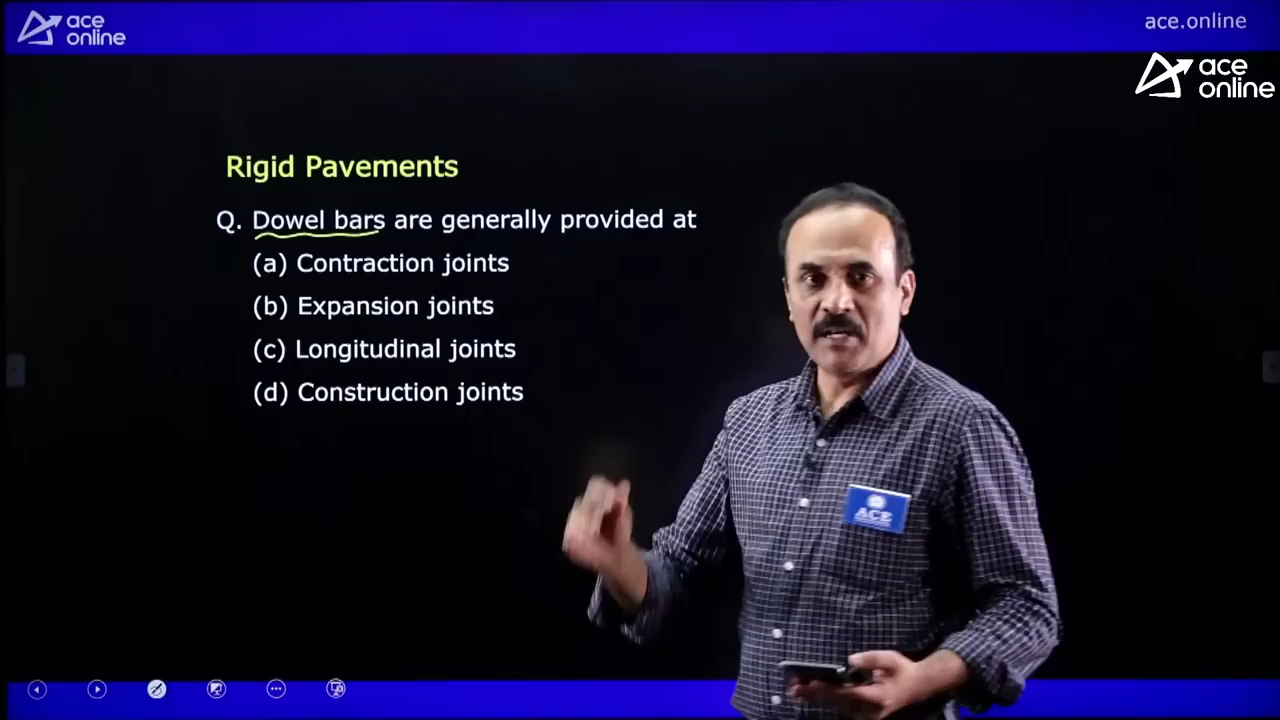 ace
online
ace.online
ace
online
Rigid Pavements
Q. Dowel bars are generally provided at
(a) Contraction joints
(b) Expansion joints
(c) Longitudinal joints
(d) Construction joints
ACE